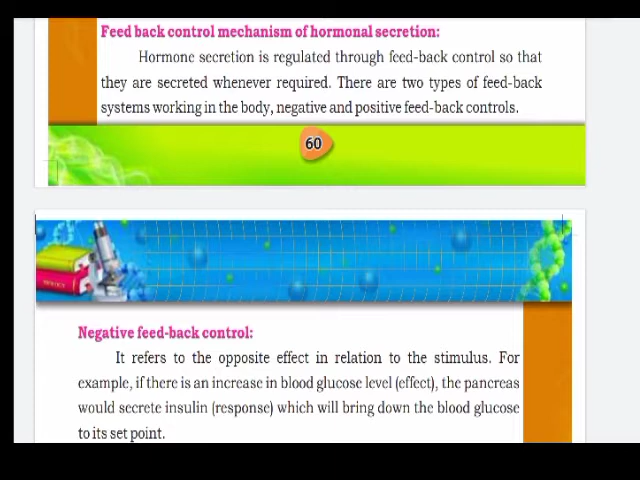 Feed back control mechanism of hormonal secretion:
Hormone secretion is regulated through feed-back control so that
they are secreted whenever required. There are two types of feed-back
systems working in the body, negative and positive feed-back controls.
60
BIOLOGY
Negative feed-back control:
It refers to the opposite effect in relation to the stimulus. For
example, if there is an increase in blood glucose level (effect), the pancreas
would secrete insulin (response) which will bring down the blood glucose
to its set point.